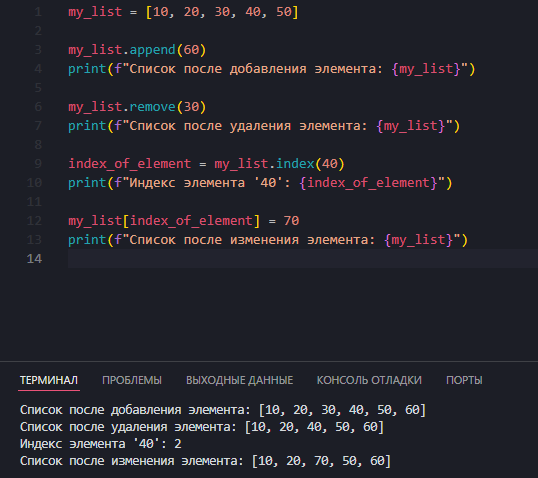 1 my_list = [10, 20, 30, 40, 50]
2
3 my_list.append(60)
4 print(f"Список после добавления элемента: {my_list}")
5
6 my_list.remove(30)
7 print(f"Список после удаления элемента: {my_list}")
8
9 index_of_element = my_list.index(40)
10 print(f"Индекс элемента '40': {index_of_element}")
11
12 my_list[index_of_element] = 70
13 print(f"Список после изменения элемента: {my_list}")
14
ТЕРМИНАЛ ПРОБЛЕМЫ ВЫХОДНЫЕ ДАННЫЕ КОНСОЛЬ ОТЛАДКИ ПОРТЫ
Список после добавления элемента: [10, 20, 30, 40, 50, 60]
Список после удаления элемента: [10, 20, 40, 50, 60]
Индекс элемента '40': 2
Список после изменения элемента: [10, 20, 70, 50, 60]